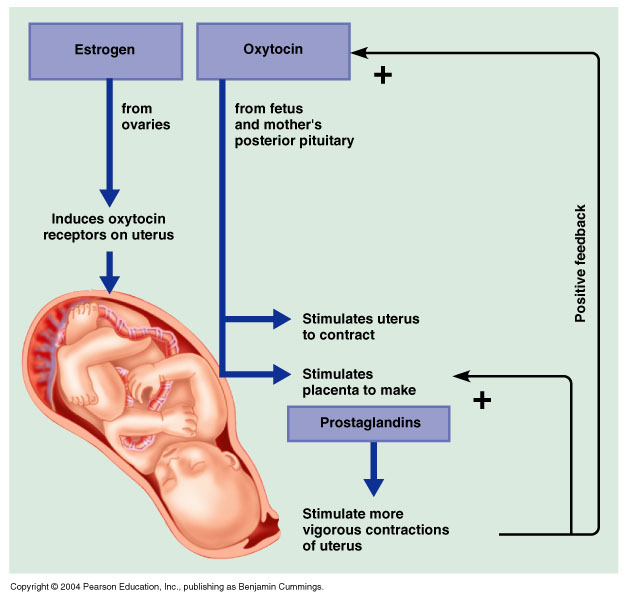 Estrogen
Oxytocin
+
from
ovaries
from fetus
and mother's
posterior pituitary
Induces oxytocin
receptors on uterus
Positive feedback
Stimulates uterus
to contract
Stimulates
placenta to make
+
Prostaglandins
Stimulate more
vigorous contractions
of uterus
Copyright © 2004 Pearson Education, Inc., publishing as Benjamin Cummings.